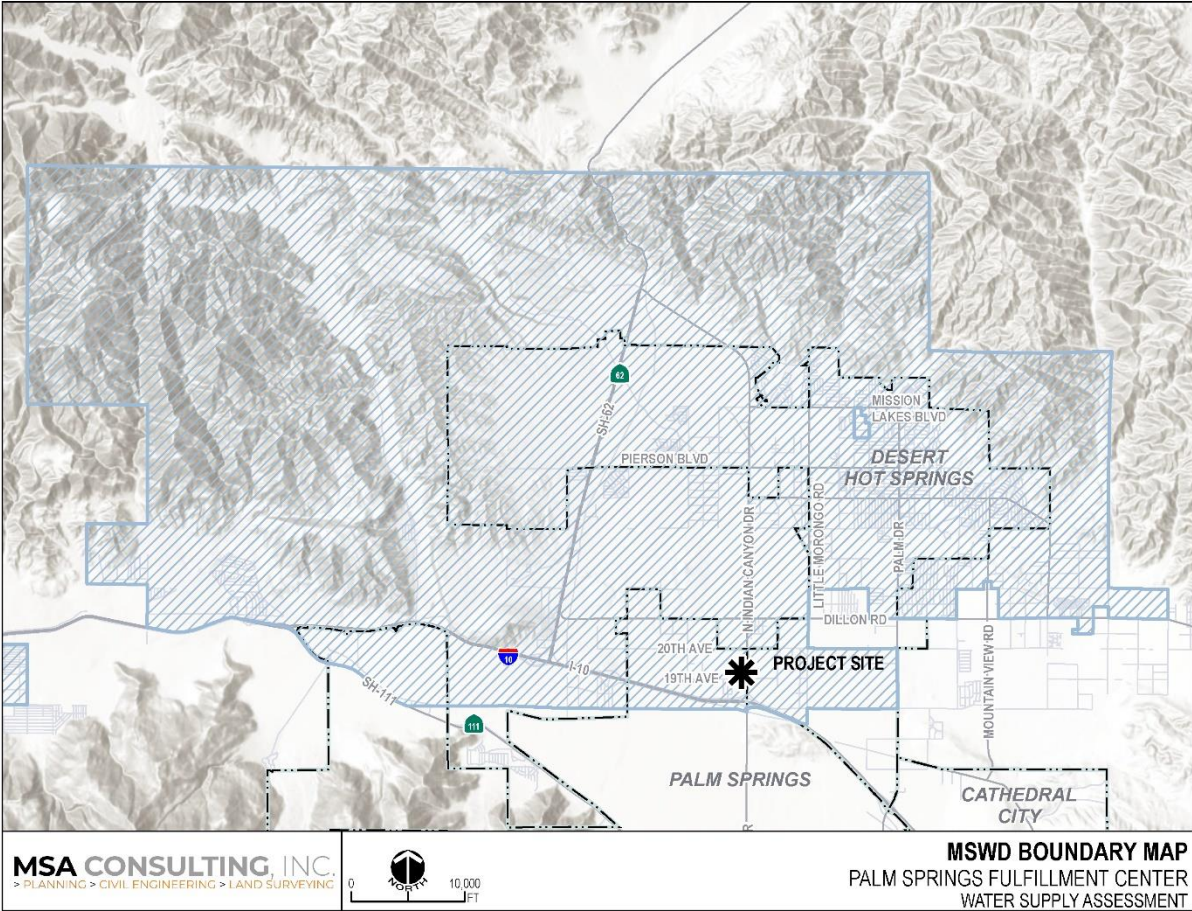 62
SH-62
MISSION
LAKES BLVD
PIERSON BLVD
DESERT
HOT SPRINGS
N INDIAN CANYON DR
LITTLE MORONGO RD
PALM DR
DILLON RD
20TH AVE
PROJECT SITE
10
I-10
19TH AVE
SH-111
111
MOUNTAIN VIEW RD
PALM SPRINGS
CATHEDRAL
CITY
R
MSA CONSULTING, INC.
> PLANNING > CIVIL ENGINEERING > LAND SURVEYING
NORTH
0 10,000
FT
MSWD BOUNDARY MAP
PALM SPRINGS FULFILLMENT CENTER
WATER SUPPLY ASSESSMENT